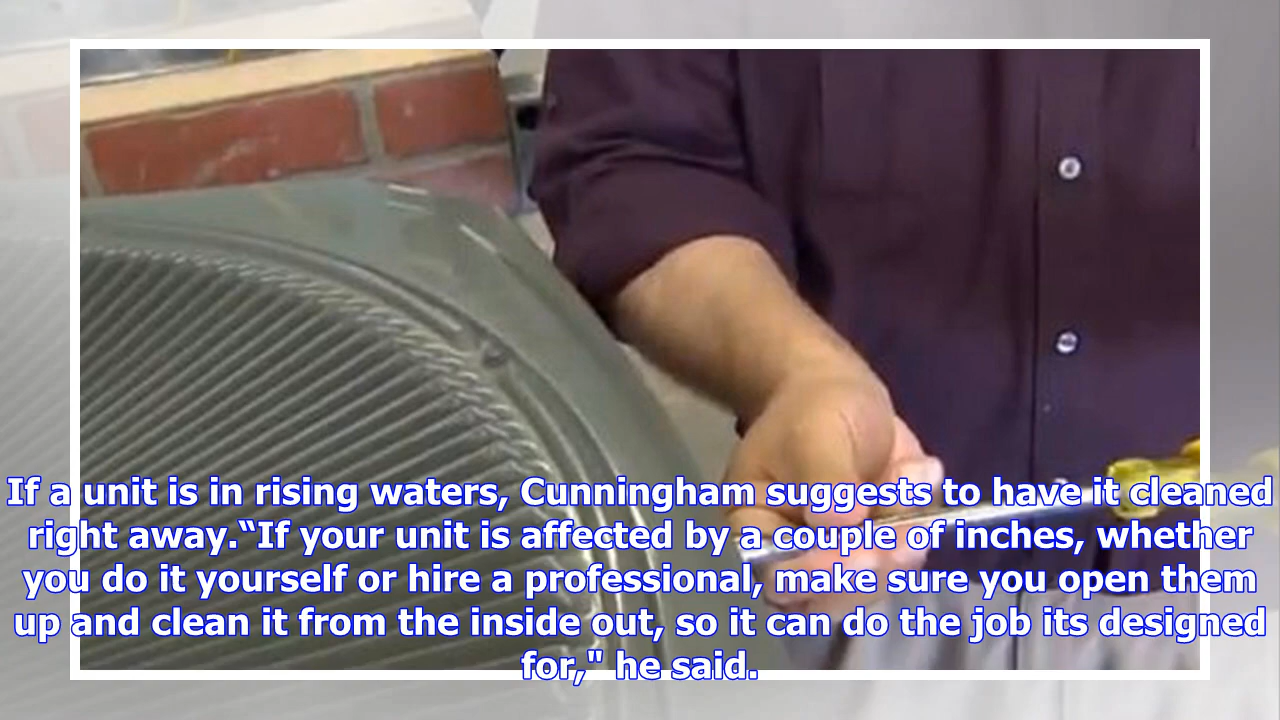 If a unit is in rising waters, Cunningham suggests to have it cleaned
right away.“If your unit is affected by a couple of inches, whether
you do it yourself or hire a professional, make sure you open them
up and clean it from the inside out, so it can do the job its designed
for," he said.